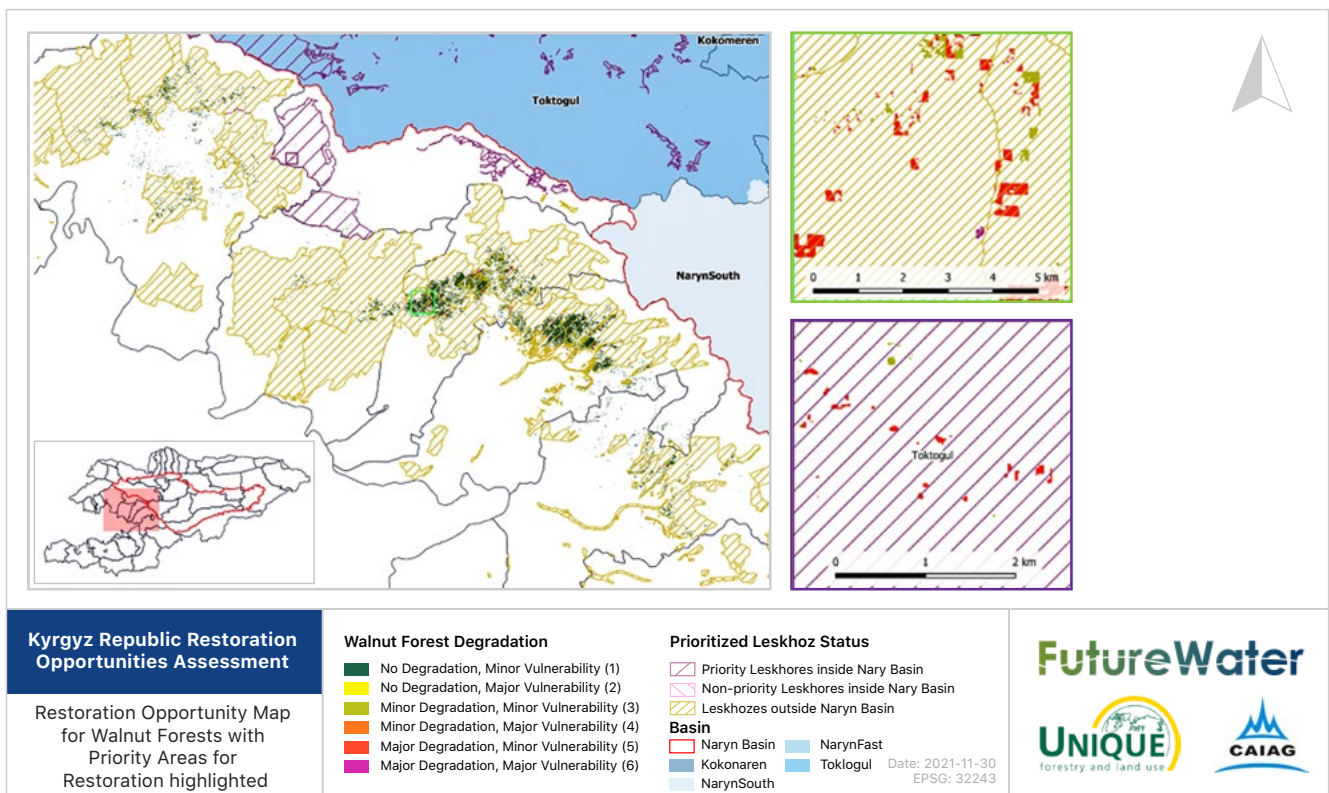 Kokomeren
Toktogul
NarynSouth
0 1 2 3 4 5 km
Toktogul
0 1 2 km
Kyrgyz Republic Restoration
Opportunities Assessment
Restoration Opportunity Map
for Walnut Forests with
Priority Areas for
Restoration highlighted
Walnut Forest Degradation
No Degradation, Minor Vulnerability (1)
No Degradation, Major Vulnerability (2)
Minor Degradation, Minor Vulnerability (3)
Minor Degradation, Major Vulnerability (4)
Major Degradation, Minor Vulnerability (5)
Major Degradation, Major Vulnerability (6)
Prioritized Leskhoz Status
Priority Leskhores inside Nary Basin
Non-priority Leskhores inside Nary Basin
Leskhozes outside Naryn Basin
Basin
Naryn Basin
NarynFast
Kokonaren
Toklogul
NarynSouth
Date: 2021-11-30
EPSG: 32243
FutureWater
UNIQUE
forestry and land use
CAIAG